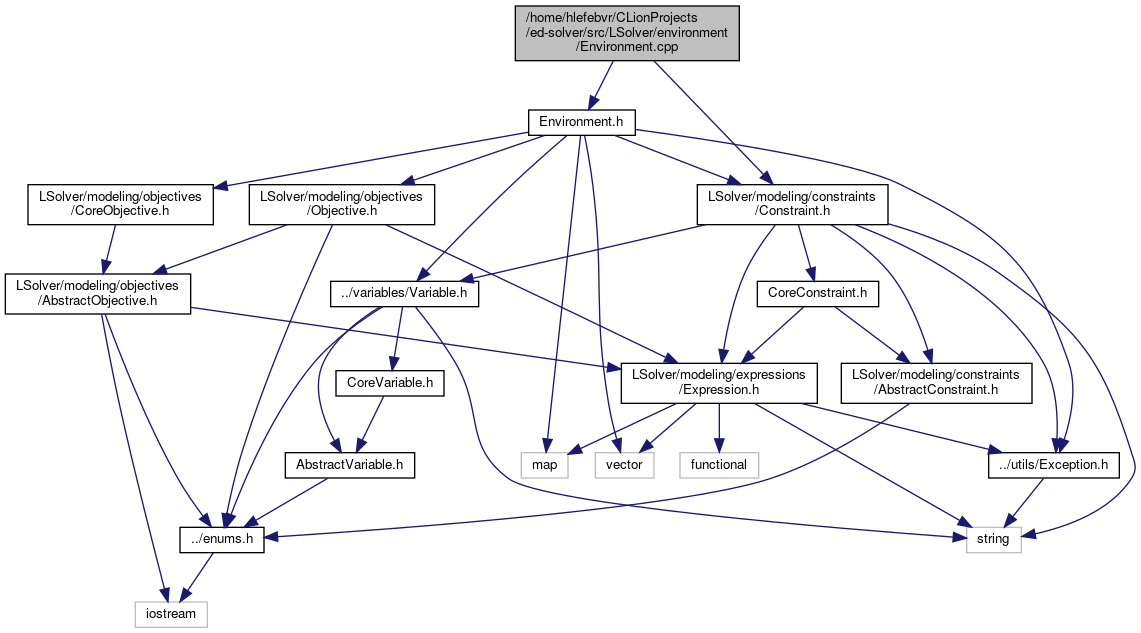 /home/hlefebvr/CLionProjects
/ed-solver/src/LSolver/environment
/Environment.cpp
Environment.h
LSolver/modeling/objectives
/CoreObjective.h
LSolver/modeling/objectives
/Objective.h
LSolver/modeling/constraints
/Constraint.h
LSolver/modeling/objectives
/AbstractObjective.h
../variables/Variable.h
CoreConstraint.h
CoreVariable.h
LSolver/modeling/expressions
/Expression.h
LSolver/modeling/constraints
/AbstractConstraint.h
AbstractVariable.h
map
vector
functional
../utils/Exception.h
../enums.h
string
iostream